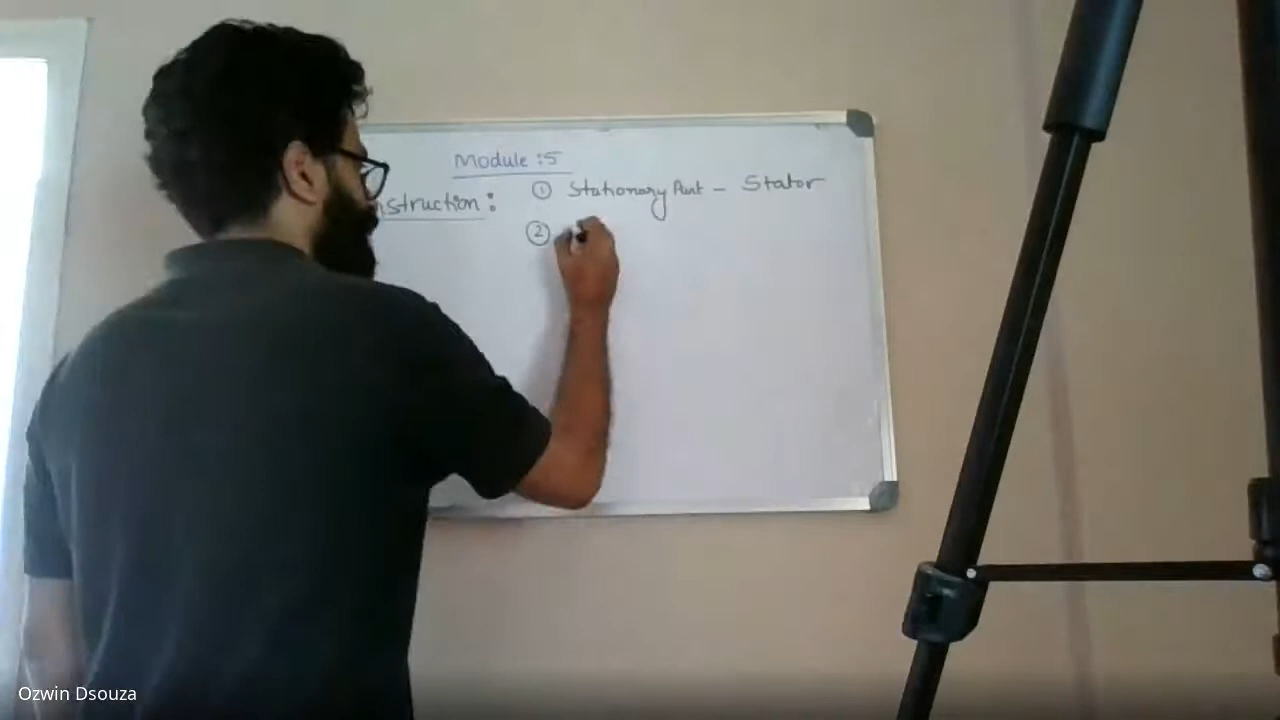 Module :5
nstruction : ① Stationary Part - Stator
②
Ozwin Dsouza